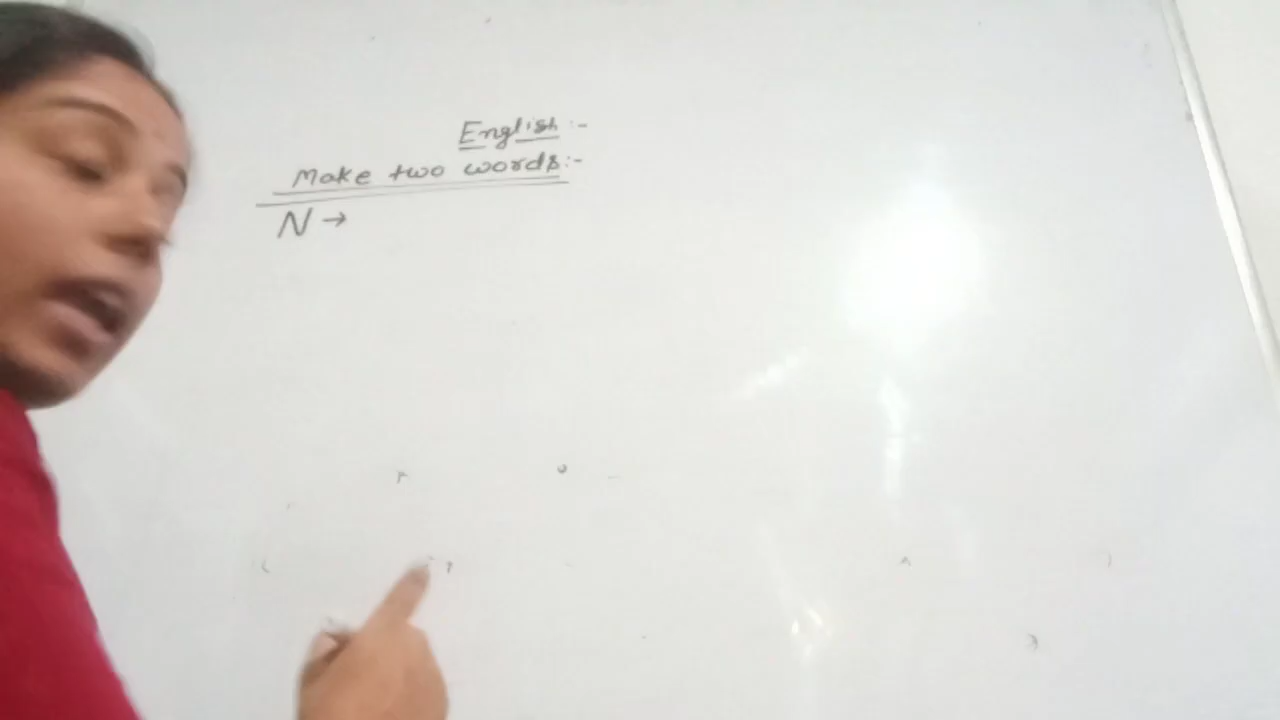 English :-
Make two words:-
N →